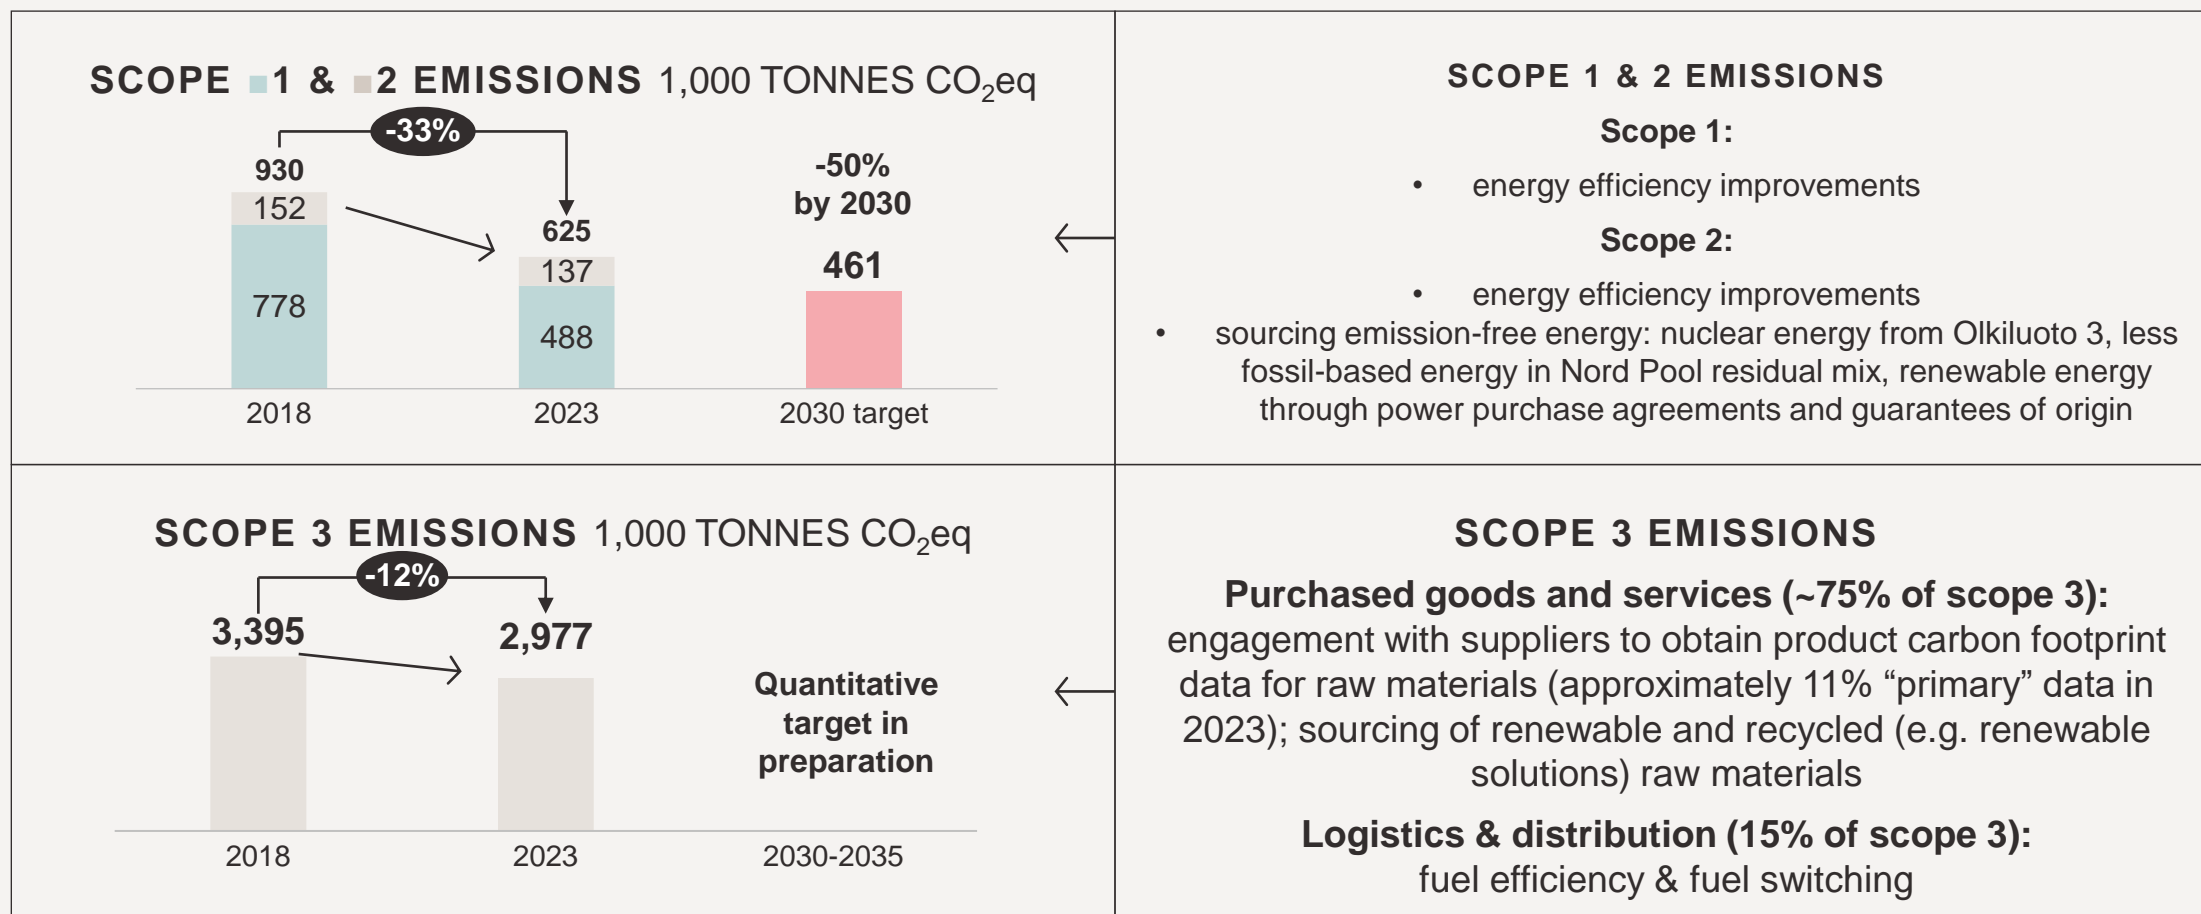 SCOPE 1 & 2 EMISSIONS 1,000 TONNES CO₂eq
-33%
930
152
778
625
137
488
-50%
by 2030
461
2018
2023
2030 target
SCOPE 1 & 2 EMISSIONS
Scope 1:
• energy efficiency improvements
Scope 2:
• energy efficiency improvements
• sourcing emission-free energy: nuclear energy from Olkiluoto 3, less
fossil-based energy in Nord Pool residual mix, renewable energy
through power purchase agreements and guarantees of origin
SCOPE 3 EMISSIONS 1,000 TONNES CO₂eq
-12%
3,395
2,977
Quantitative
target in
preparation
2018
2023
2030-2035
SCOPE 3 EMISSIONS
Purchased goods and services (~75% of scope 3):
engagement with suppliers to obtain product carbon footprint
data for raw materials (approximately 11% “primary” data in
2023); sourcing of renewable and recycled (e.g. renewable
solutions) raw materials
Logistics & distribution (15% of scope 3):
fuel efficiency & fuel switching